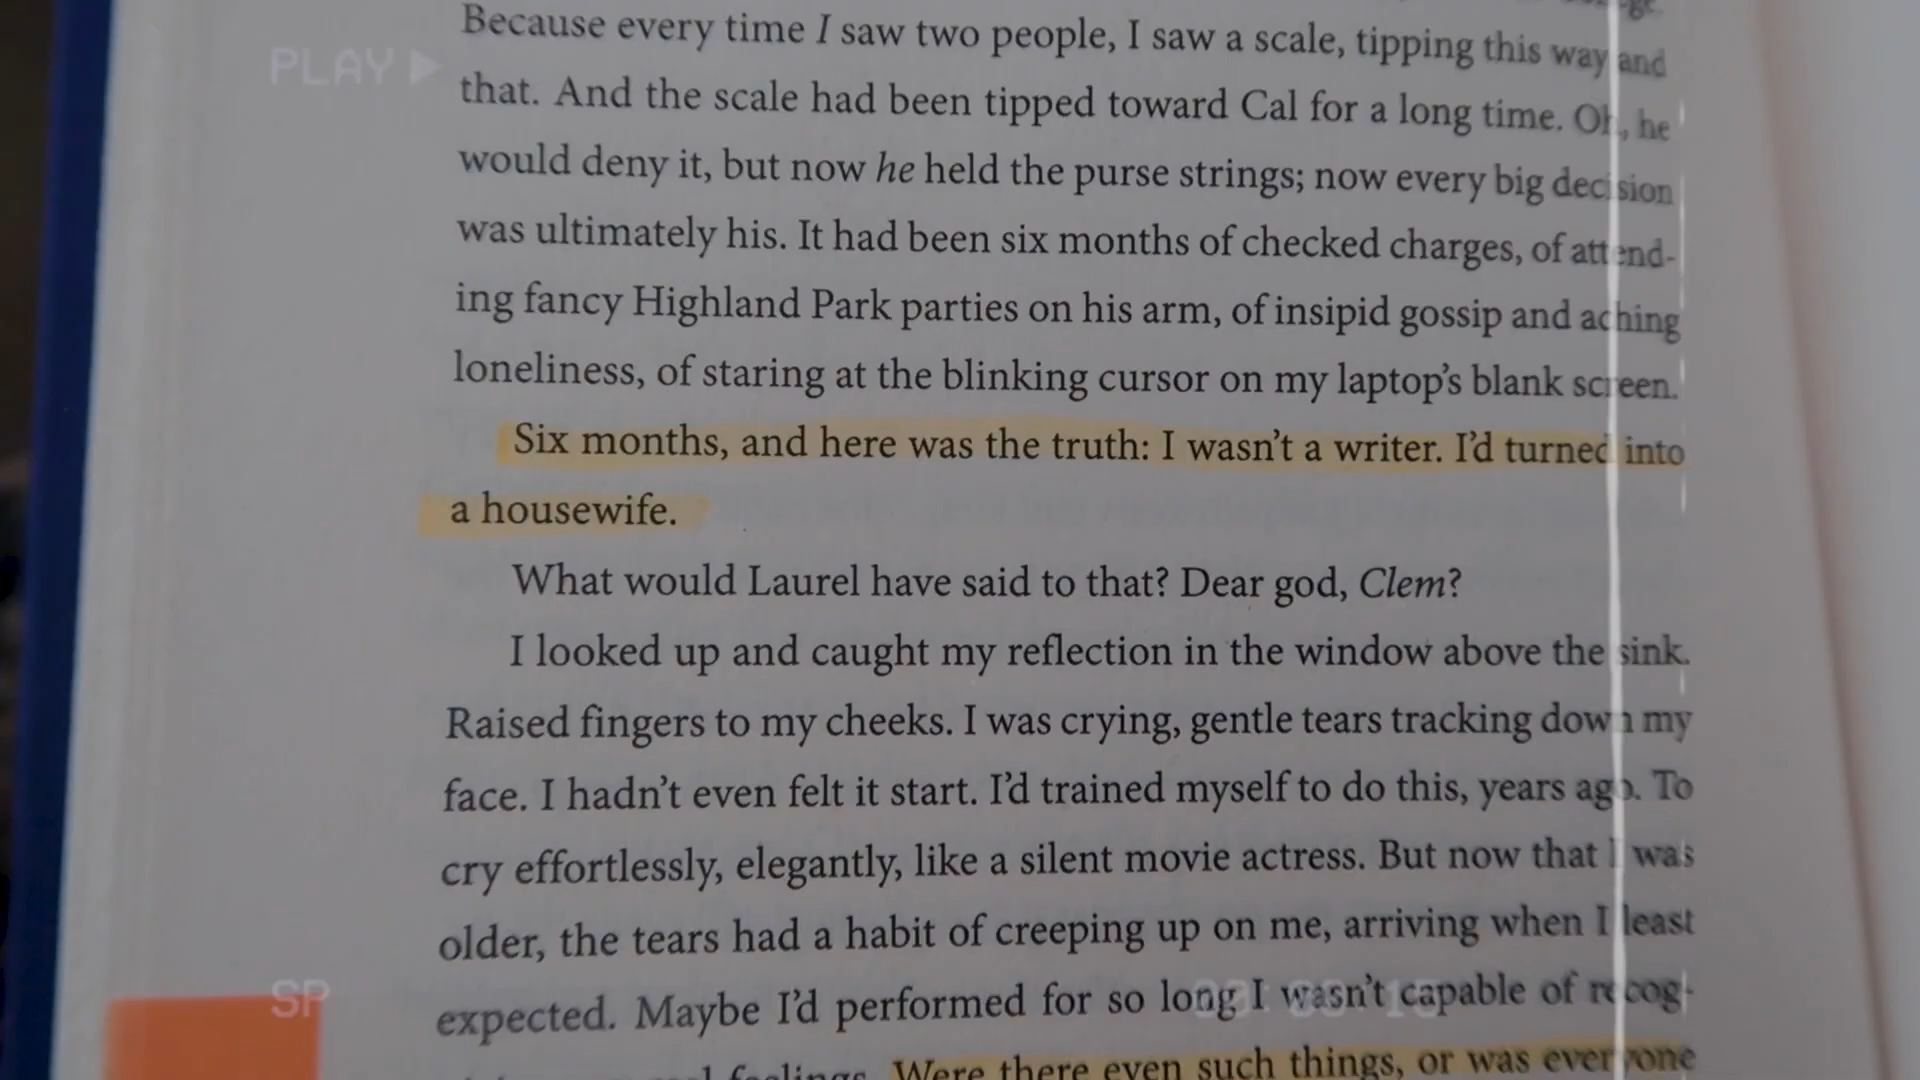 PLAY
Because every time I saw two people, I saw a scale, tipping this way and
that. And the scale had been tipped toward Cal for a long time. Oh, he
would deny it, but now he held the purse strings; now every big decision
was ultimately his. It had been six months of checked charges, of attend-
ing fancy Highland Park parties on his arm, of insipid gossip and aching
loneliness, of staring at the blinking cursor on my laptop's blank screen.
Six months, and here was the truth: I wasn't a writer. I'd turned into
a housewife.
What would Laurel have said to that? Dear god, Clem?
I looked up and caught my reflection in the window above the sink.
Raised fingers to my cheeks. I was crying, gentle tears tracking down my
face. I hadn't even felt it start. I'd trained myself to do this, years ago. To
cry effortlessly, elegantly, like a silent movie actress. But now that I was
older, the tears had a habit of creeping up on me, arriving when I least
expected. Maybe I'd performed for so long I wasn't capable of recog-
feelings. Were there even such things, or was everyone
SP